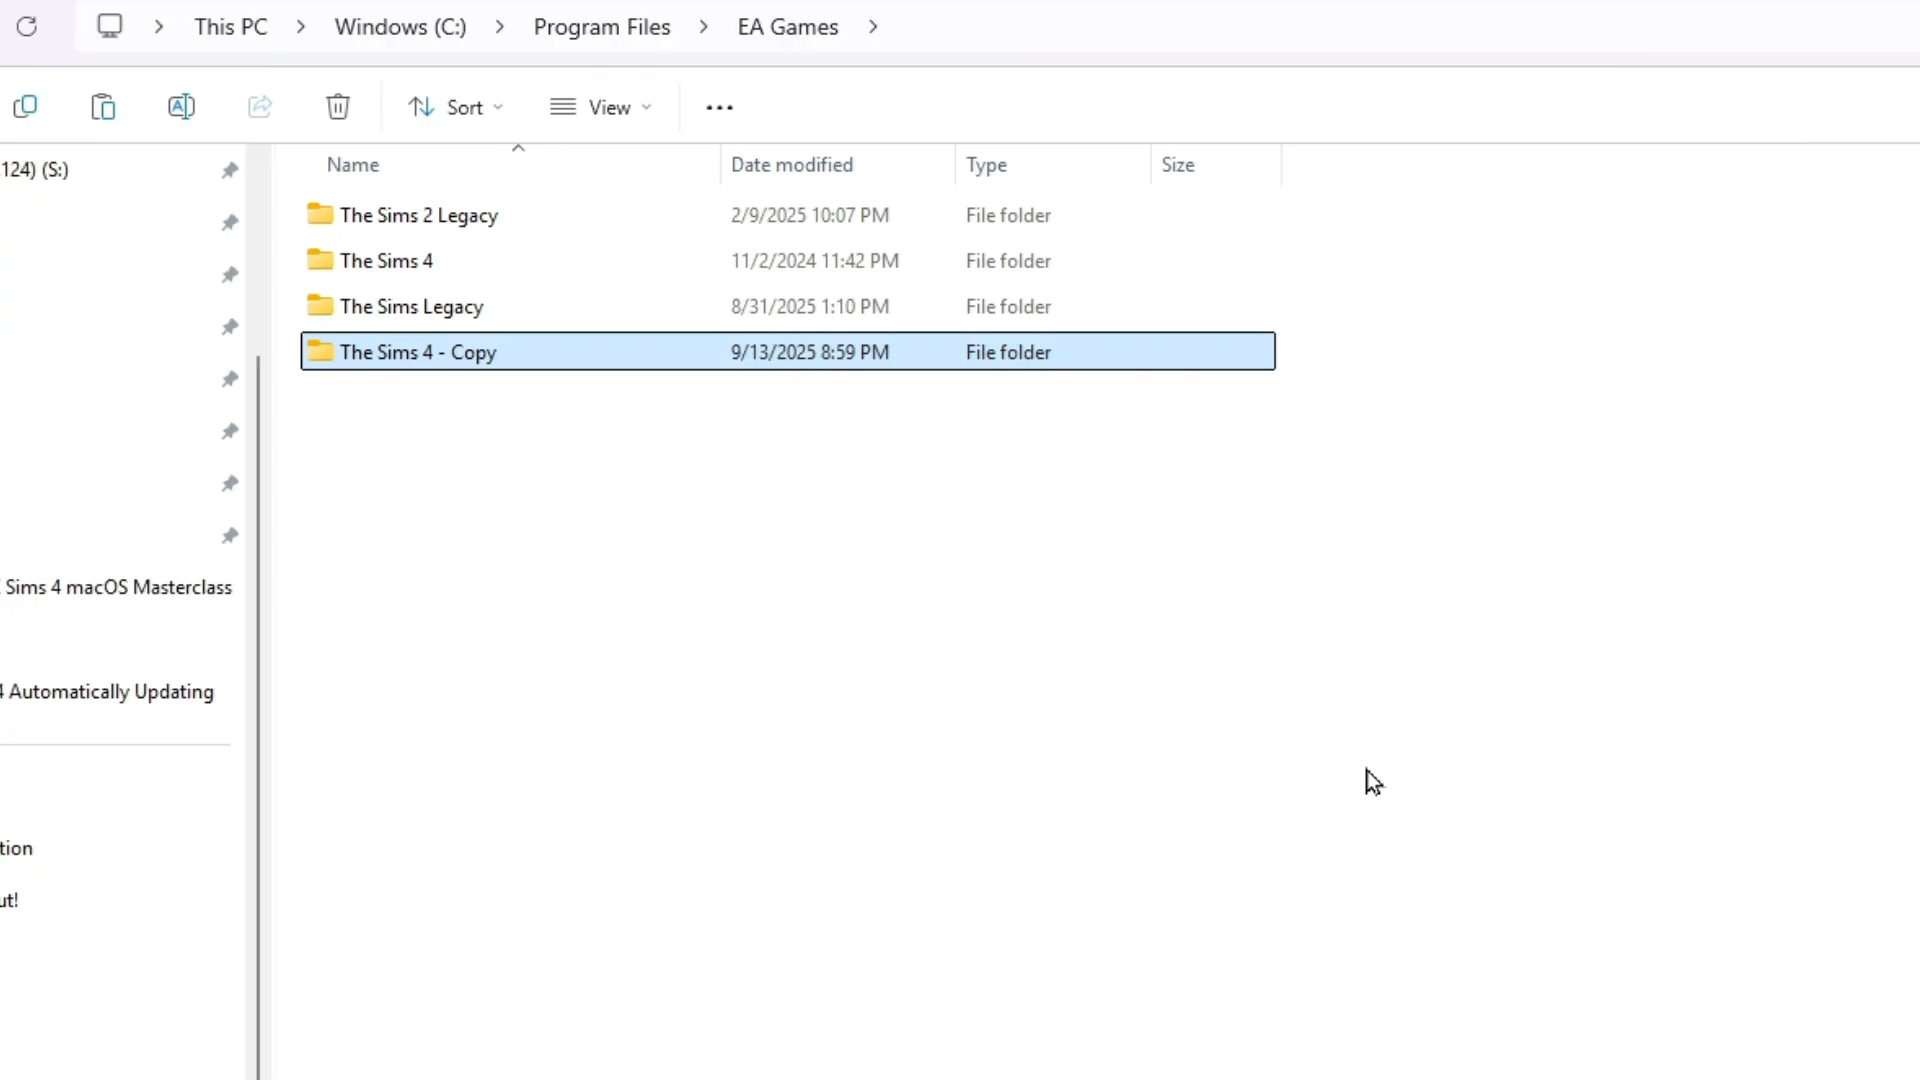 This PC > Windows (C:) > Program Files > EA Games >
Sort View
124) (S:)
Sims 4 macOS Masterclass
4 Automatically Updating
tion
ut!
Name Date modified Type Size
The Sims 2 Legacy 2/9/2025 10:07 PM File folder
The Sims 4 11/2/2024 11:42 PM File folder
The Sims Legacy 8/31/2025 1:10 PM File folder
The Sims 4 - Copy 9/13/2025 8:59 PM File folder